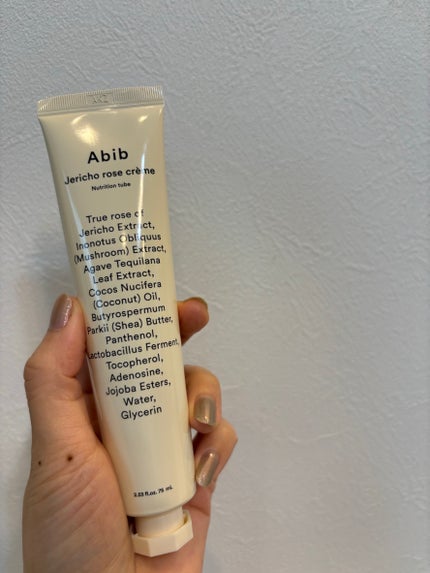 Abib
Jericho rose crème
Nutrition tube
True rose of
Jericho Extract,
Inonotus Obliquus
(Mushroom) Extract,
Agave Tequilana
Leaf Extract,
Cocos Nucifera
(Coconut) Oil,
Butyrospermum
Parkii (Shea) Butter,
Panthenol,
Lactobacillus Ferment,
Tocopherol,
Adenosine,
Jojoba Esters,
Water,
Glycerin
2.53 fl.oz. 75 mL